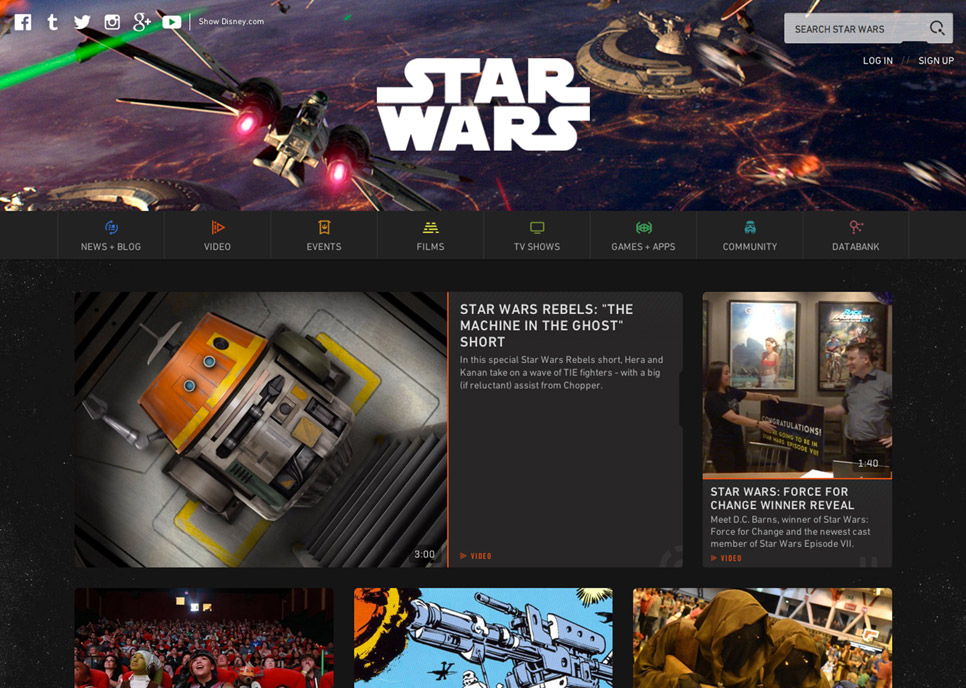 Show Disney.com
SEARCH STAR WARS
LOG IN // SIGN UP
STAR
WARS
NEWS + BLOG
VIDEO
EVENTS
FILMS
TV SHOWS
GAMES + APPS
COMMUNITY
DATABANK
3:00
STAR WARS REBELS: "THE
MACHINE IN THE GHOST"
SHORT
In this special Star Wars Rebels short, Hera and
Kanan take on a wave of TIE fighters - with a big
(if reluctant) assist from Chopper.
VIDEO
CONGRATULATIONS!
YOU'RE GOING TO BE IN
STAR WARS: EPISODE VII!
1:40
STAR WARS: FORCE FOR
CHANGE WINNER REVEAL
Meet D.C. Barns, winner of Star Wars:
Force for Change and the newest cast
member of Star Wars Episode VII.
VIDEO